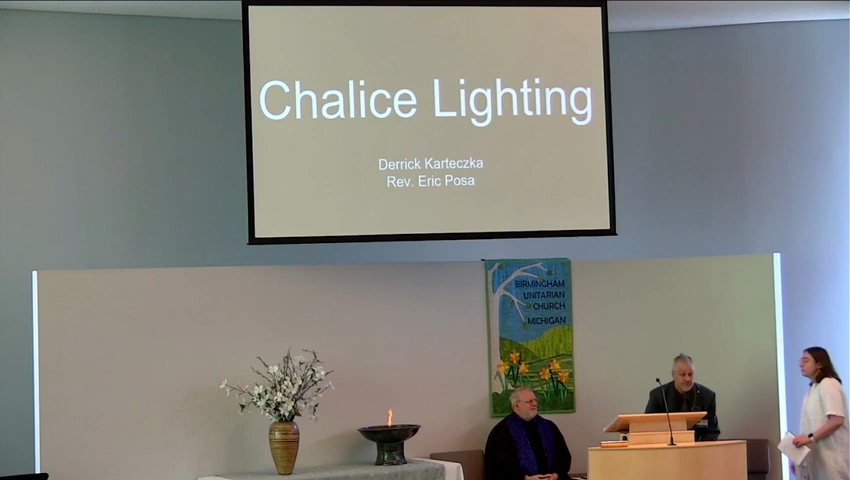 Chalice Lighting
Derrick Karteczka
Rev. Eric Posa
BIRMINGHAM
UNITARIAN
CHURCH
MICHIGAN